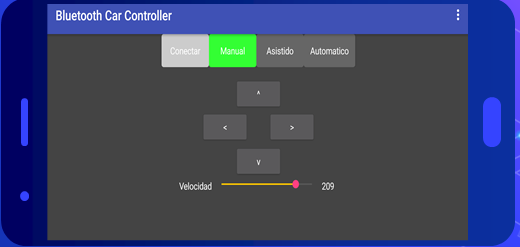 Bluetooth Car Controller
Conectar Manual Asistido Automatico
^
< >
v
Velocidad 209